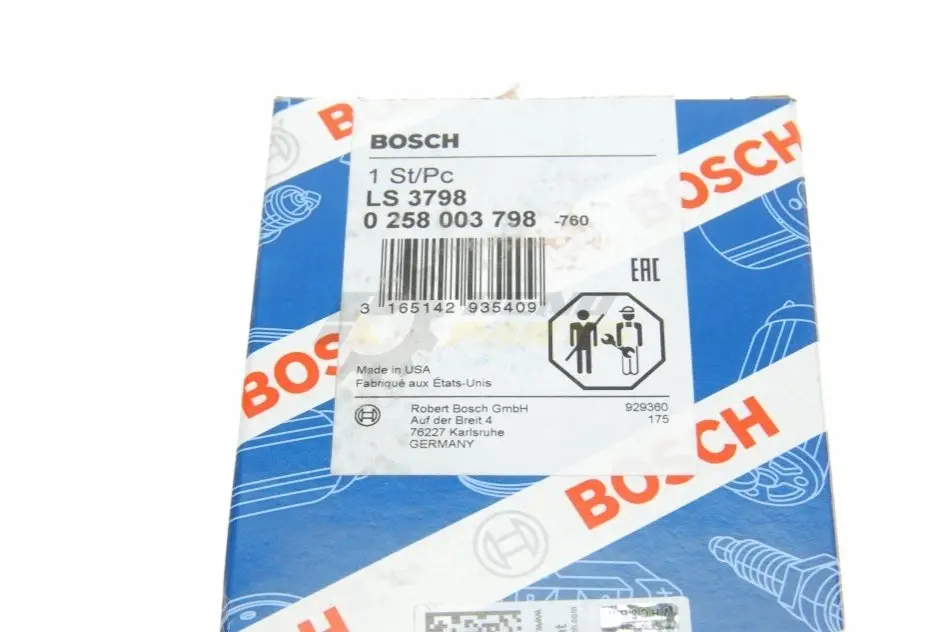 BOSCH
1 St/Pc
LS 3798
0 258 003 798 -760
3 165142 935409
EAC
Made in USA
Fabriqué aux États-Unis
Robert Bosch GmbH
Auf der Breit 4
76227 Karlsruhe
GERMANY
929360
175
BOSCH
BOSCH
BOSCH